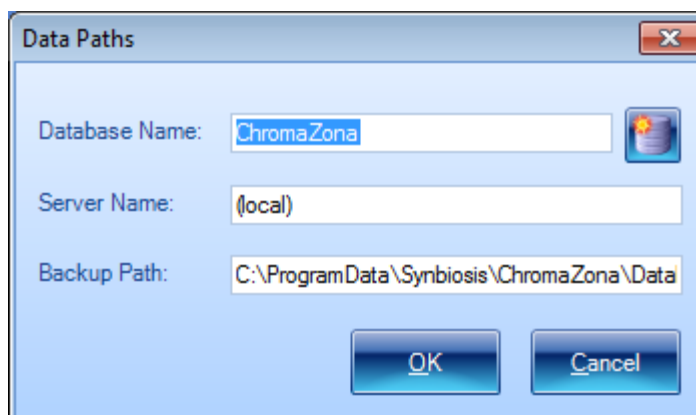 Data Paths
Database Name: ChromaZona
Server Name: (local)
Backup Path: C:\ProgramData\Synbiosis\ChromaZona\Data
OK Cancel